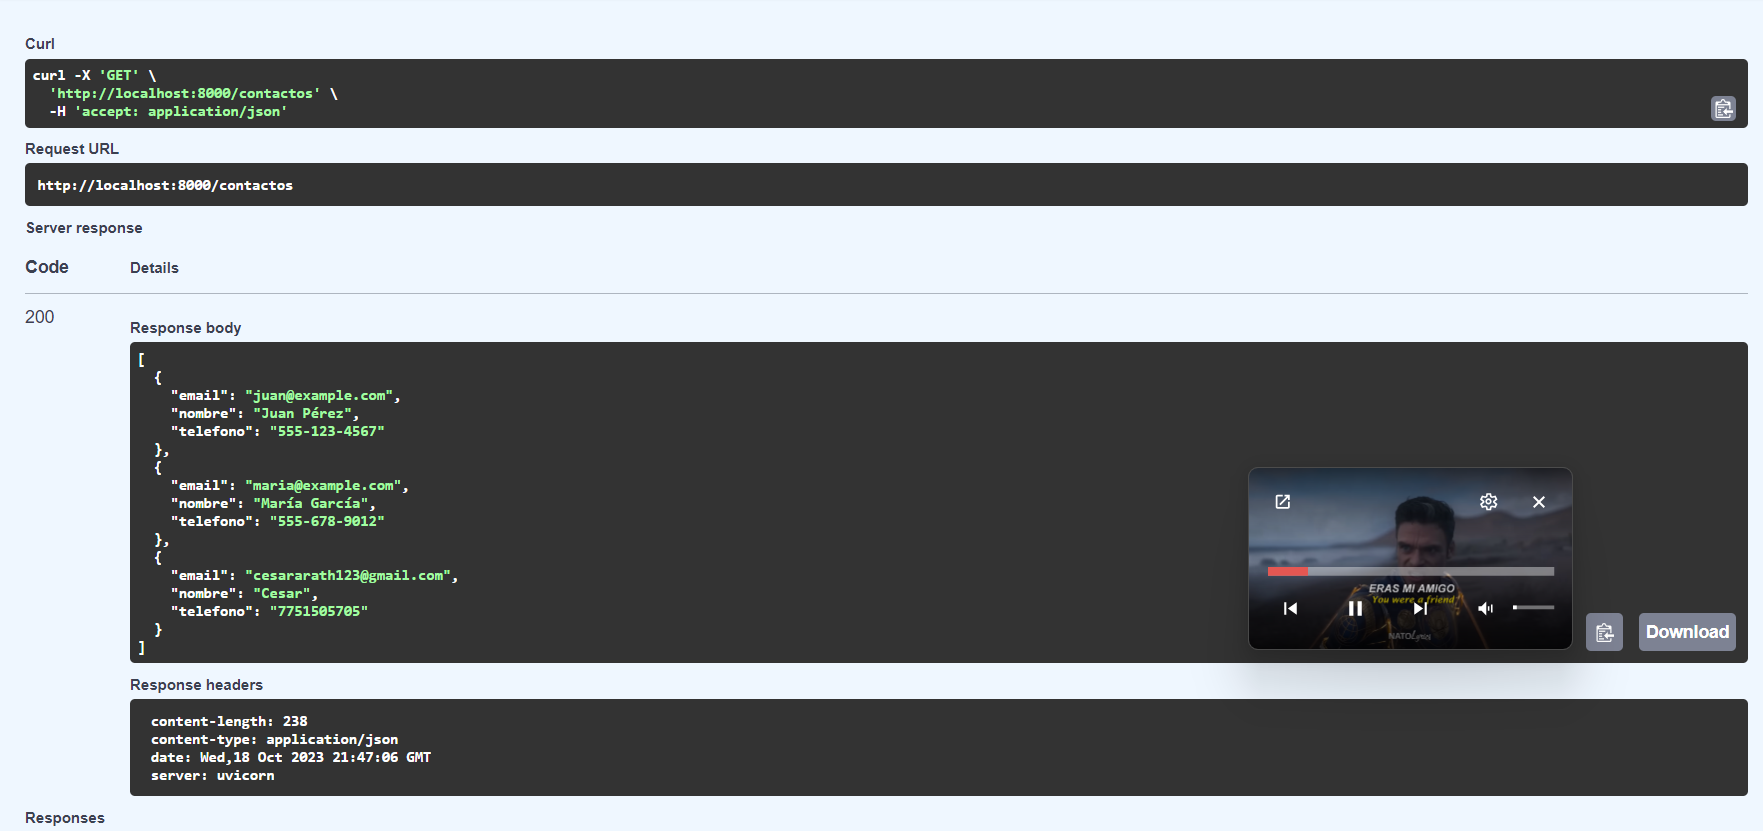 Curl
curl -X 'GET' \
'http://localhost:8000/contactos' \
-H 'accept: application/json'
Request URL
http://localhost:8000/contactos
Server response
Code Details
200
Response body
[
{
"email": "juan@example.com",
"nombre": "Juan Pérez",
"telefono": "555-123-4567"
},
{
"email": "maria@example.com",
"nombre": "María García",
"telefono": "555-678-9012"
},
{
"email": "cesararath123@gmail.com",
"nombre": "Cesar",
"telefono": "7751505705"
}
]
ERAS MI AMIGO
You were a friend
NATOLyrics
Download
Response headers
content-length: 238
content-type: application/json
date: Wed,18 Oct 2023 21:47:06 GMT
server: uvicorn
Responses